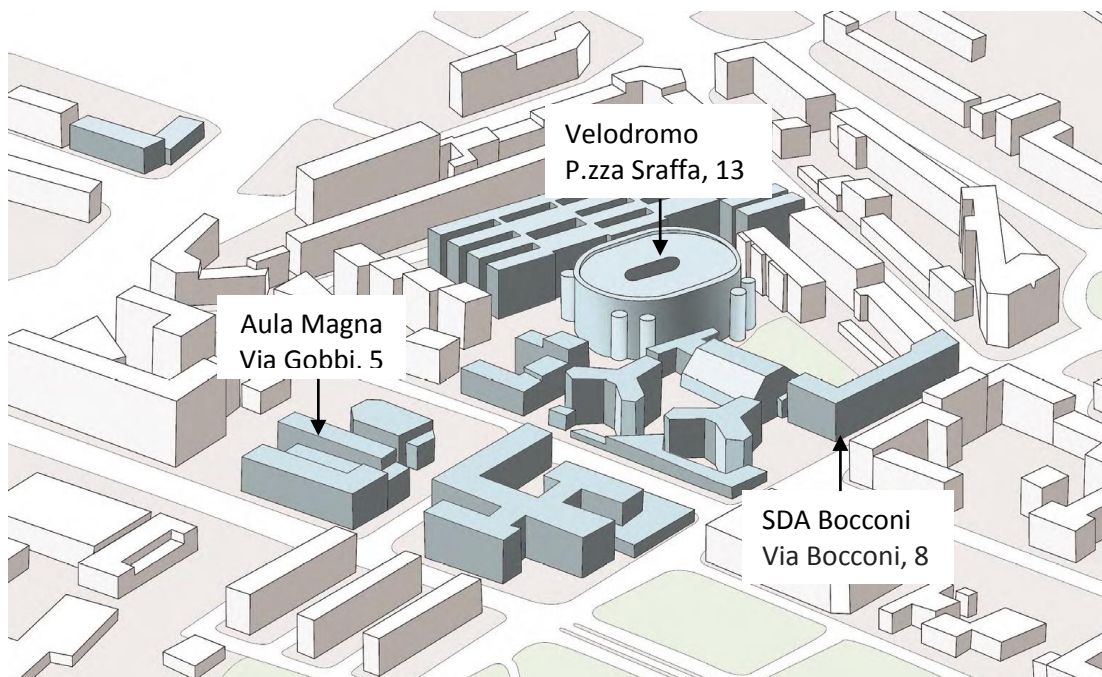 Velodromo
P.zza Sraffa, 13
Aula Magna
Via Gobbi, 5
SDA Bocconi
Via Bocconi, 8